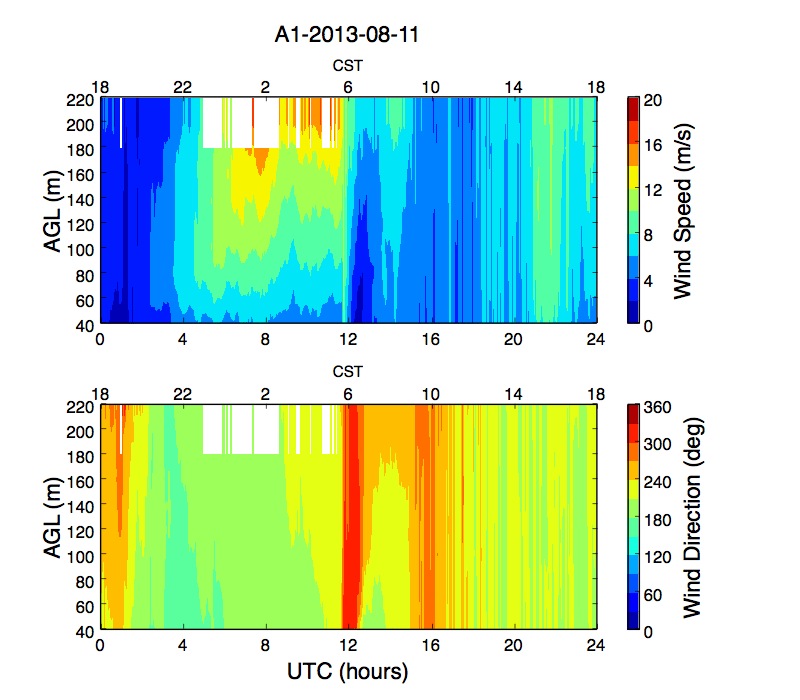 A1-2013-08-11
CST
18 22 2 6 10 14 18
220
200
180
160
140
120
100
80
60
40
AGL (m)
0 4 8 12 16 20 24
20
16
12
8
4
0
Wind Speed (m/s)
CST
18 22 2 6 10 14 18
220
200
180
160
140
120
100
80
60
40
AGL (m)
0 4 8 12 16 20 24
UTC (hours)
360
300
240
180
120
60
0
Wind Direction (deg)